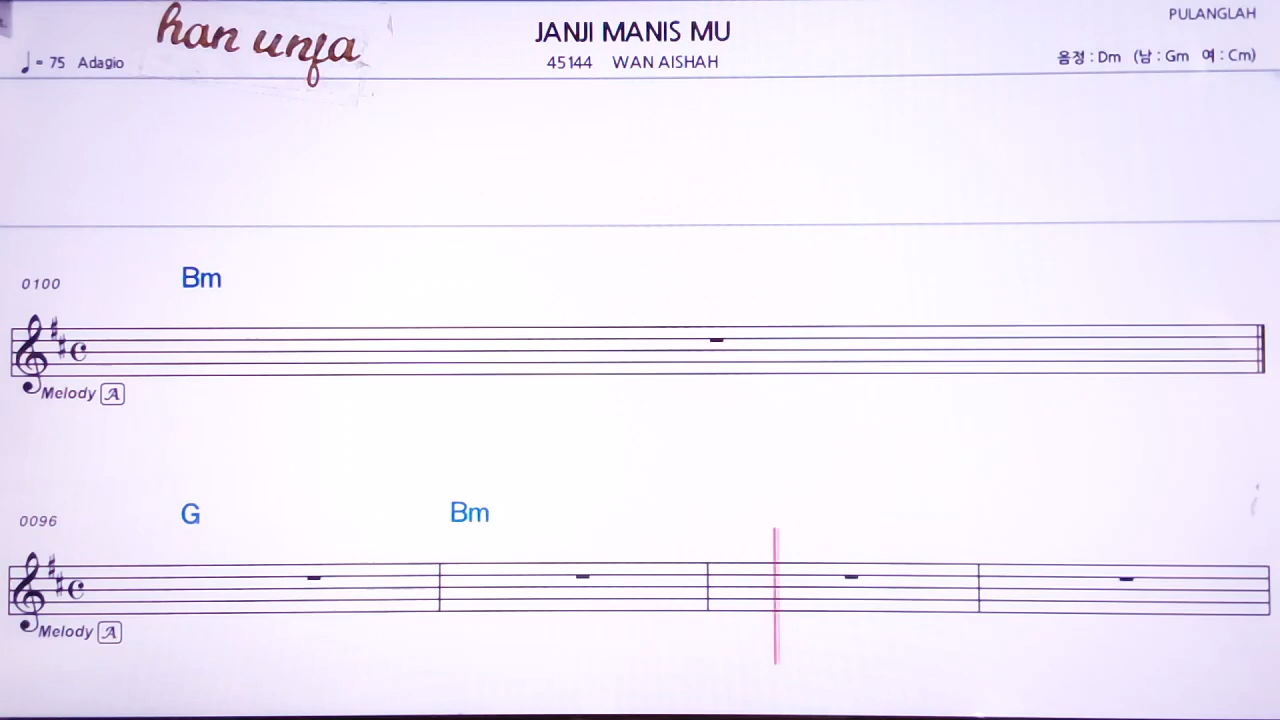 han unfa
JANJI MANIS MU
PULANGLAH
♩= 75 Adagio
45144 WAN AISHAH
음정 : Dm (남 : Gm 여 : Cm)
0100
Bm
Melody A
0096
G Bm
Melody A